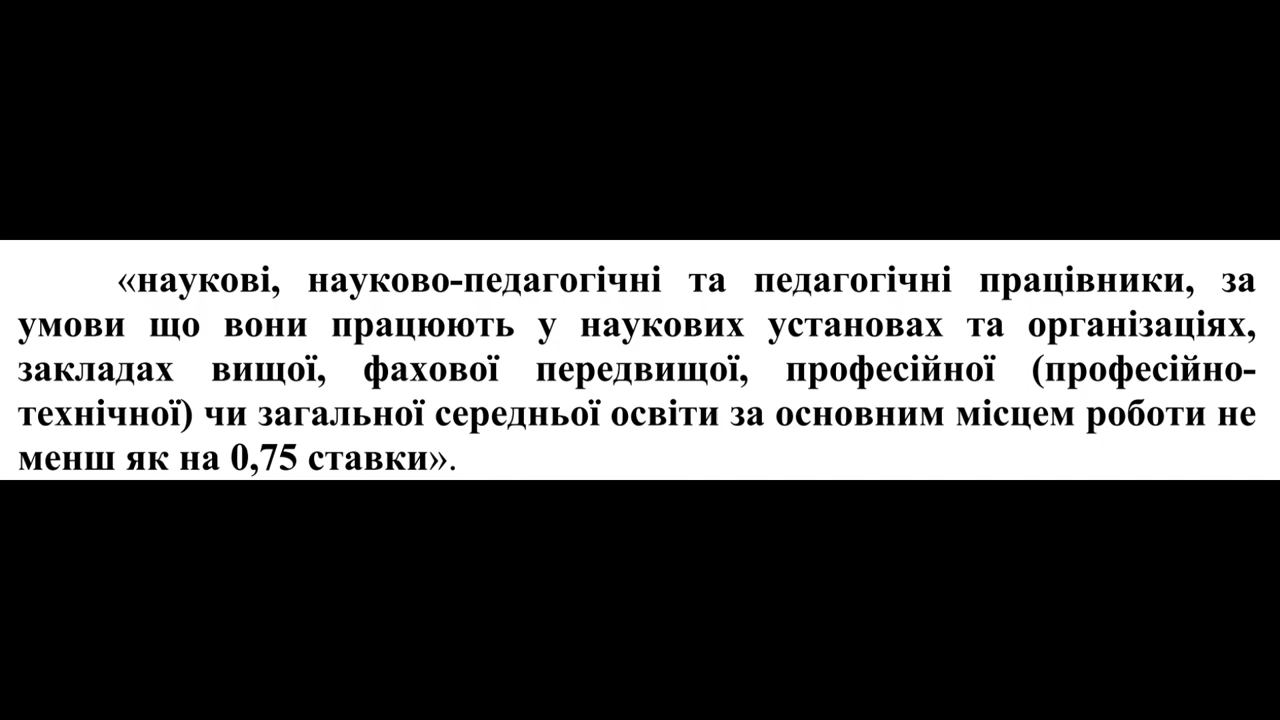 «наукові, науково-педагогічні та педагогічні працівники, за
умови що вони працюють у наукових установах та організаціях,
закладах вищої, фахової передвищої, професійної (професійно-
технічної) чи загальної середньої освіти за основним місцем роботи не
менш як на 0,75 ставки».